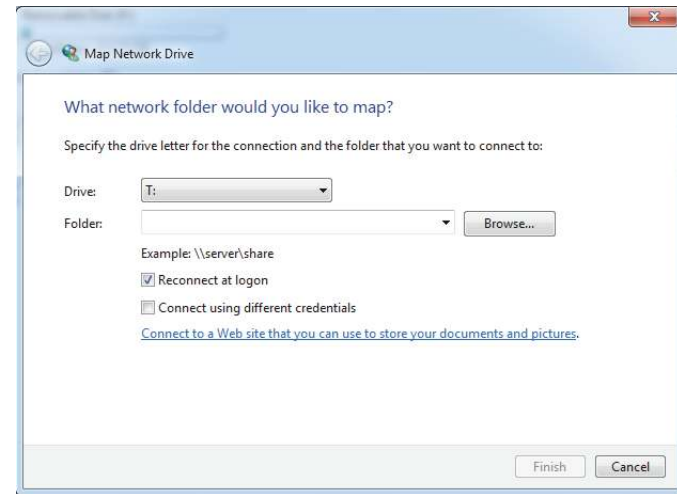 Map Network Drive
What network folder would you like to map?
Specify the drive letter for the connection and the folder that you want to connect to:
Drive: T:
Folder: Browse...
Example: \\server\share
Reconnect at logon
Connect using different credentials
Connect to a Web site that you can use to store your documents and pictures.
Finish Cancel